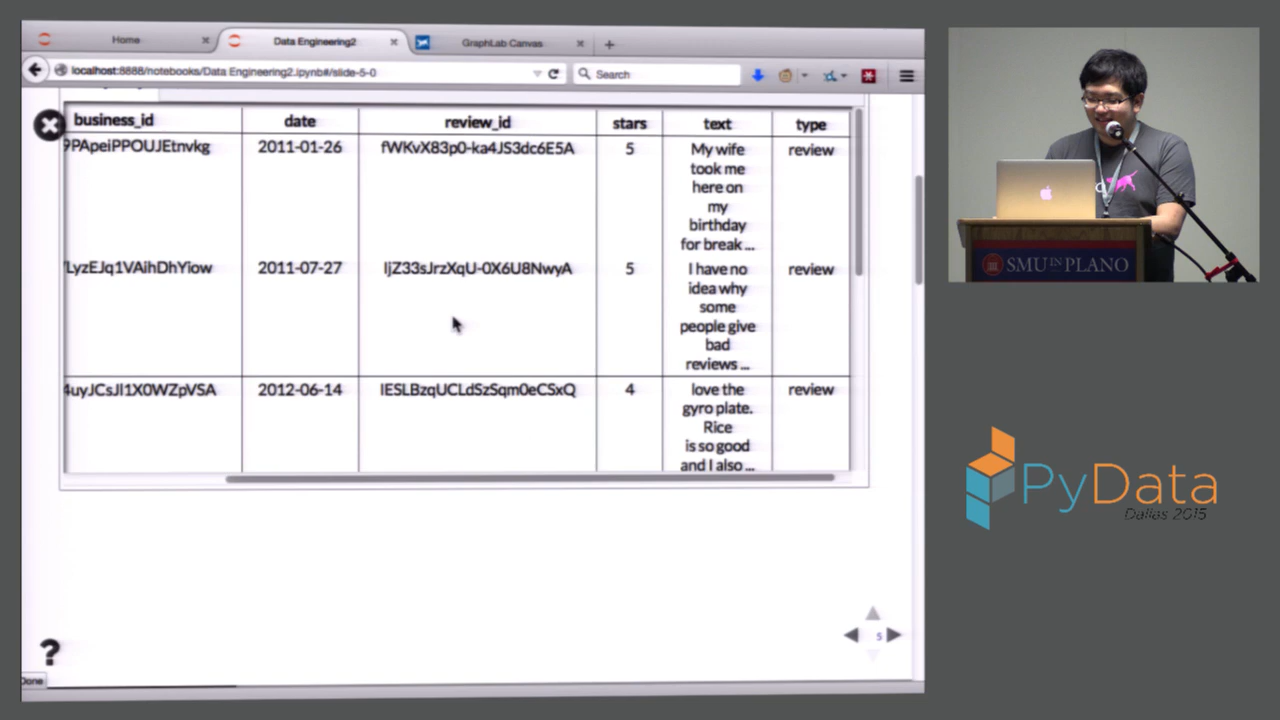 Home
Data Engineering2
GraphLab Canvas
localhost:8888/notebooks/Data Engineering2.ipynb#/slide-5-0
Search
business_id date review_id stars text type
9PApeiPPOUJEtnvkg 2011-01-26 fWKvX83p0-ka4JS3dc6E5A 5 My wife review
took me
here on
my
birthday
for break ...
LyzEJq1VAihDhYiow 2011-07-27 IjZ33sJrzXqU-0X6U8NwyA 5 I have no review
idea why
some
people give
bad
reviews ...
4uyJCsJl1X0WZpVSA 2012-06-14 IESLBzqUCLdSzSqm0eCSxQ 4 love the review
gyro plate.
Rice
is so good
and I also ...
5
?
Done
SMU IN PLANO
PyData
Dallas 2015